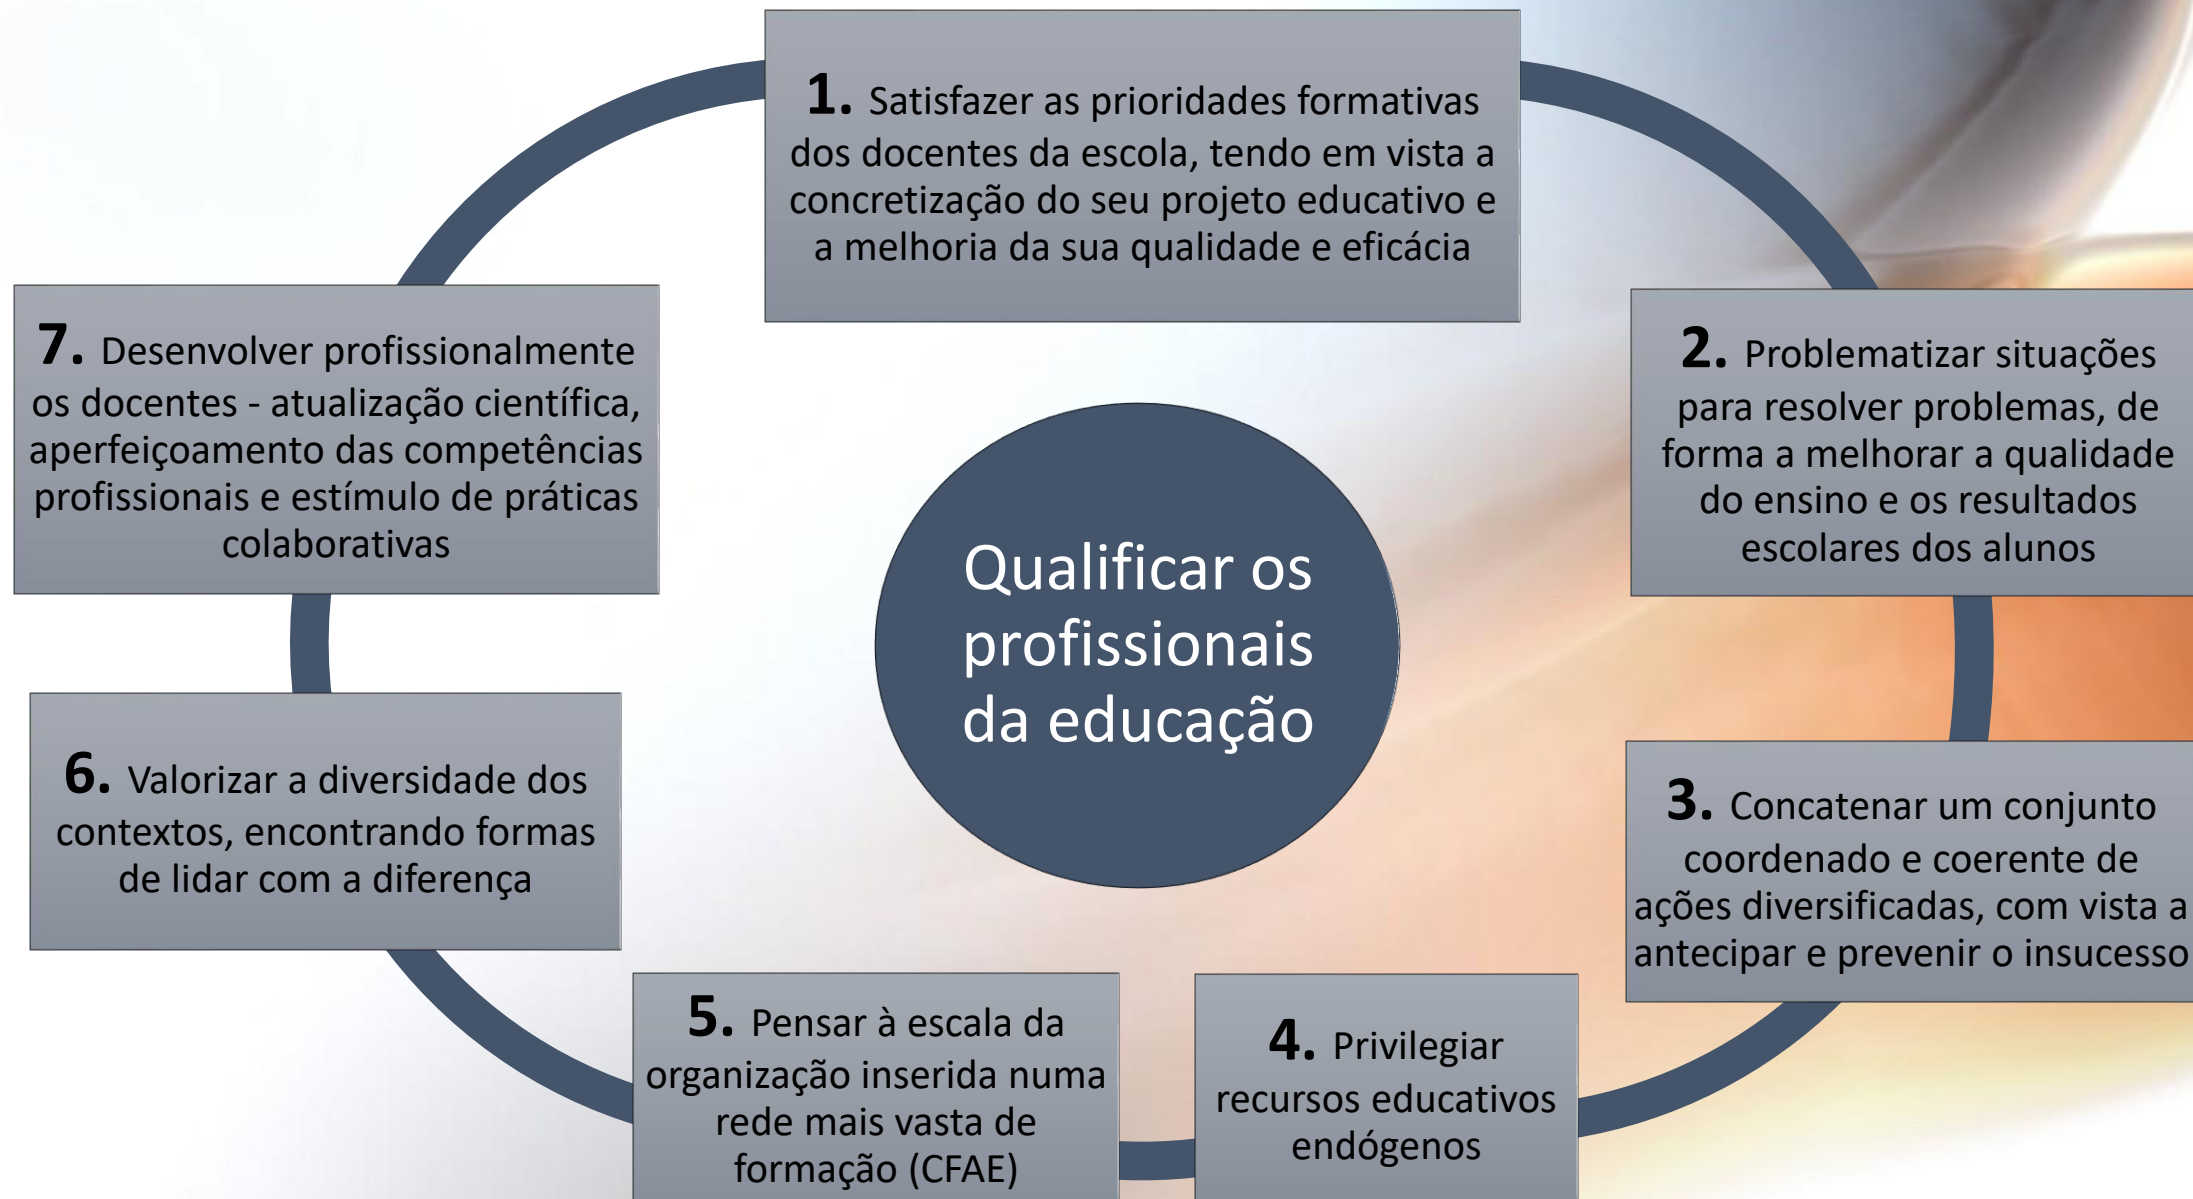 1. Satisfazer as prioridades formativas
dos docentes da escola, tendo em vista a
concretização do seu projeto educativo e
a melhoria da sua qualidade e eficácia
2. Problematizar situações
para resolver problemas, de
forma a melhorar a qualidade
do ensino e os resultados
escolares dos alunos
3. Concatenar um conjunto
coordenado e coerente de
ações diversificadas, com vista a
antecipar e prevenir o insucesso
4. Privilegiar
recursos educativos
endógenos
5. Pensar à escala da
organização inserida numa
rede mais vasta de
formação (CFAE)
6. Valorizar a diversidade dos
contextos, encontrando formas
de lidar com a diferença
7. Desenvolver profissionalmente
os docentes - atualização científica,
aperfeiçoamento das competências
profissionais e estímulo de práticas
colaborativas
Qualificar os
profissionais
da educação